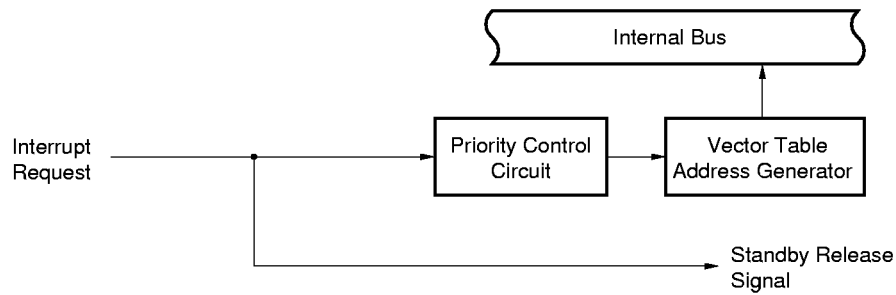 Internal Bus
Interrupt
Request
Priority Control
Circuit
Vector Table
Address Generator
Standby Release
Signal